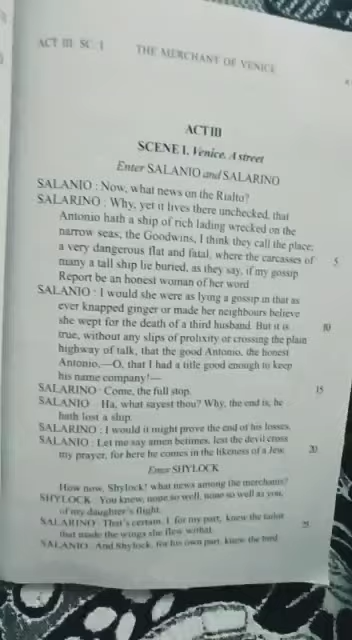 ACT III SC. I THE MERCHANT OF VENICE
ACT III
SCENE I. Venice. A street
Enter SALANIO and SALARINO
SALANIO : Now, what news on the Rialto?
SALARINO : Why, yet it lives there unchecked, that
Antonio hath a ship of rich lading wrecked on the
narrow seas; the Goodwins, I think they call the place;
a very dangerous flat and fatal, where the carcasses of 5
many a tall ship lie buried, as they say, if my gossip
Report be an honest woman of her word.
SALANIO : I would she were as lying a gossip in that as
ever knapped ginger or made her neighbours believe
she wept for the death of a third husband. But it is 10
true, without any slips of prolixity or crossing the plain
highway of talk, that the good Antonio, the honest
Antonio,—O, that I had a title good enough to keep
his name company!—
SALARINO : Come, the full stop. 15
SALANIO : Ha, what sayest thou? Why, the end is, he
hath lost a ship.
SALARINO : I would it might prove the end of his losses.
SALANIO : Let me say amen betimes, lest the devil cross
my prayer, for here he comes in the likeness of a Jew. 20
Enter SHYLOCK
How now, Shylock! what news among the merchants?
SHYLOCK : You knew, none so well, none so well as you,
of my daughter's flight.
SALARINO : That's certain. I, for my part, knew the tailor 25
that made the wings she flew withal.
SALANIO : And Shylock, for his own part, knew the bird